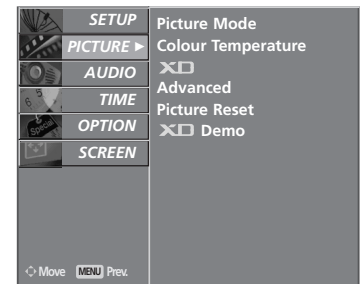 SETUP
PICTURE ►
AUDIO
TIME
OPTION
SCREEN
Picture Mode
Colour Temperature
XD
Advanced
Picture Reset
XD Demo
Move MENU Prev.